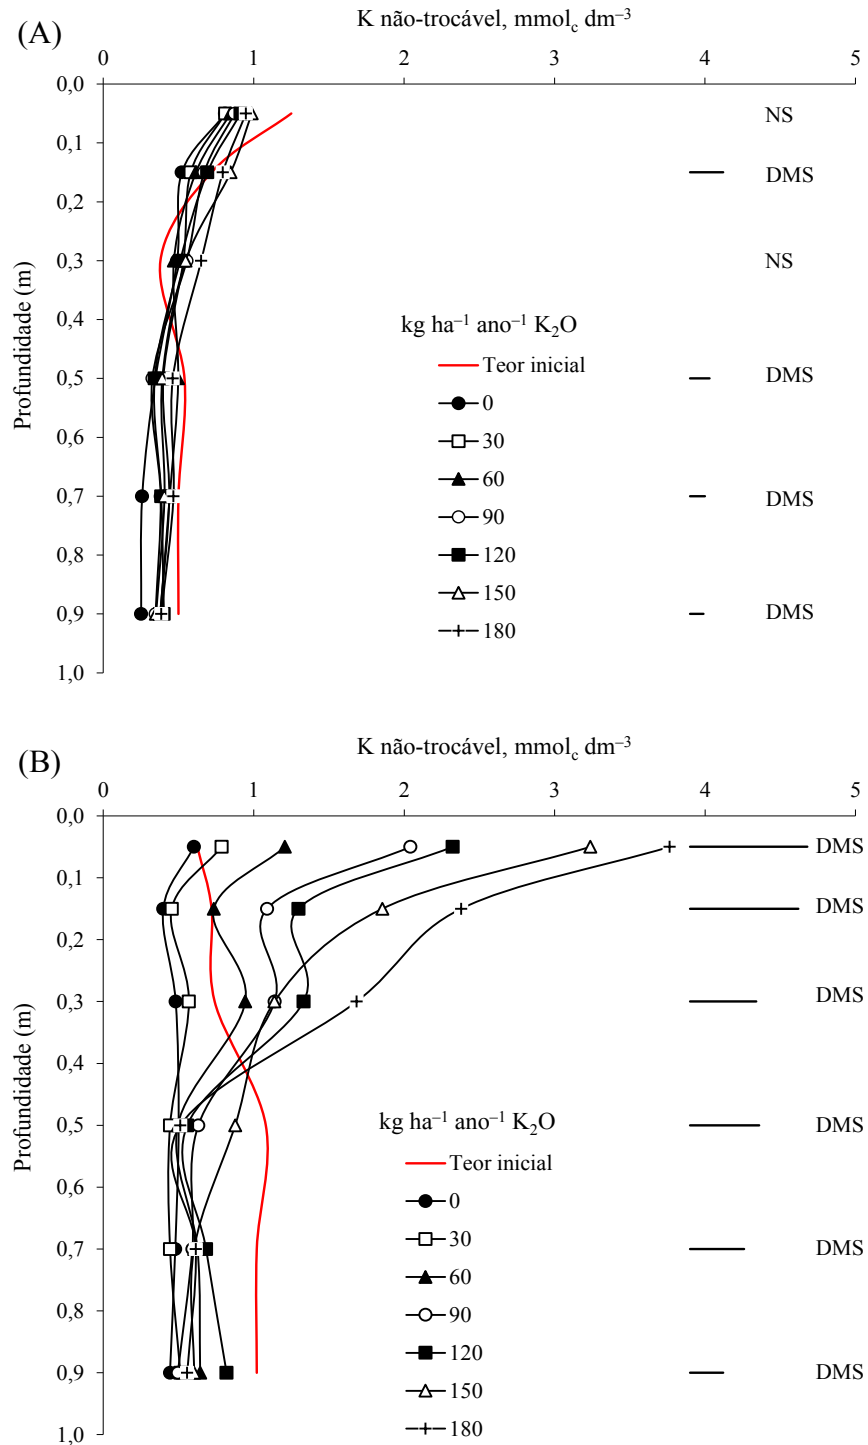 (A)
K não-trocável, mmol_c dm⁻³
0 1 2 3 4 5
0,0
NS
0,1
DMS
0,2
0,3
NS
kg ha⁻¹ ano⁻¹ K₂O
0,4
Teor inicial
0,5
0
DMS
30
0,6
60
0,7
90
DMS
120
0,8
150
180
0,9
DMS
1,0
Profundidade (m)
(B)
K não-trocável, mmol_c dm⁻³
0 1 2 3 4 5
0,0
DMS
0,1
DMS
0,2
0,3
DMS
0,4
kg ha⁻¹ ano⁻¹ K₂O
0,5
DMS
Teor inicial
0,6
0
30
0,7
DMS
60
0,8
90
120
0,9
DMS
150
180
1,0
Profundidade (m)